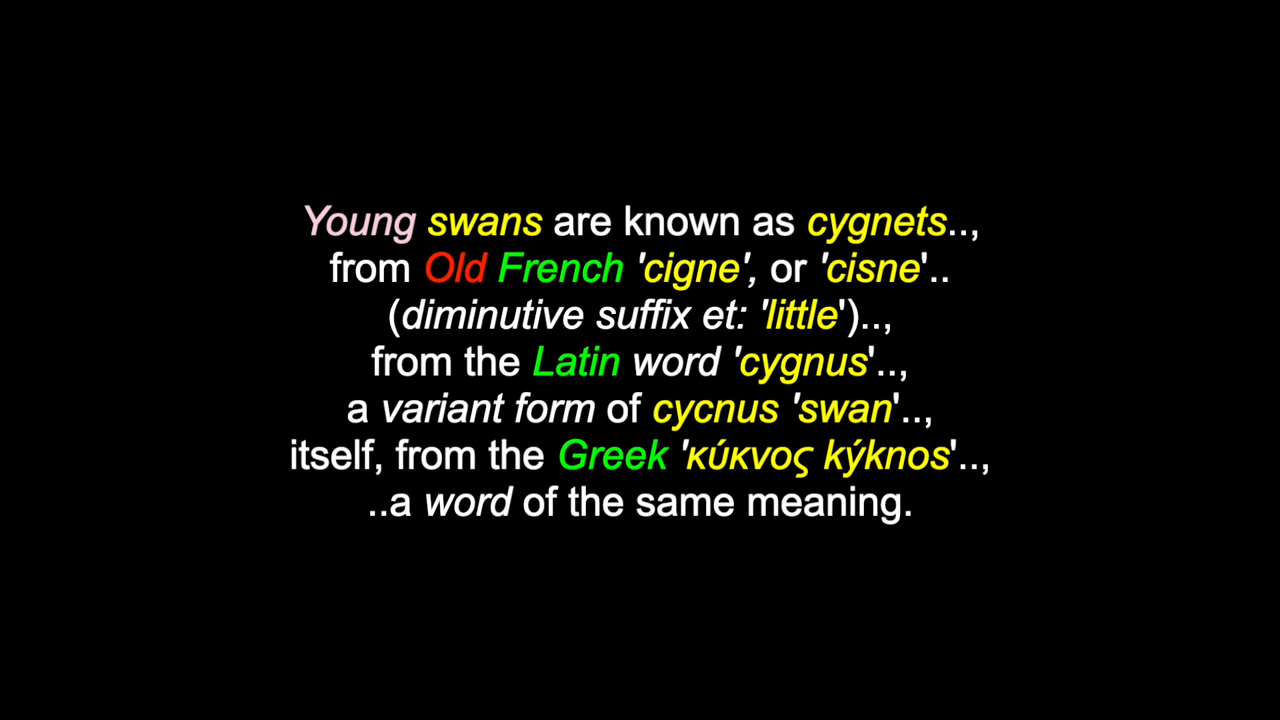 Young swans are known as cygnets..,
from Old French 'cigne', or 'cisne'..
(diminutive suffix et: 'little')..,
from the Latin word 'cygnus'..,
a variant form of cycnus 'swan'..,
itself, from the Greek 'κύκνος kýknos'..,
..a word of the same meaning.